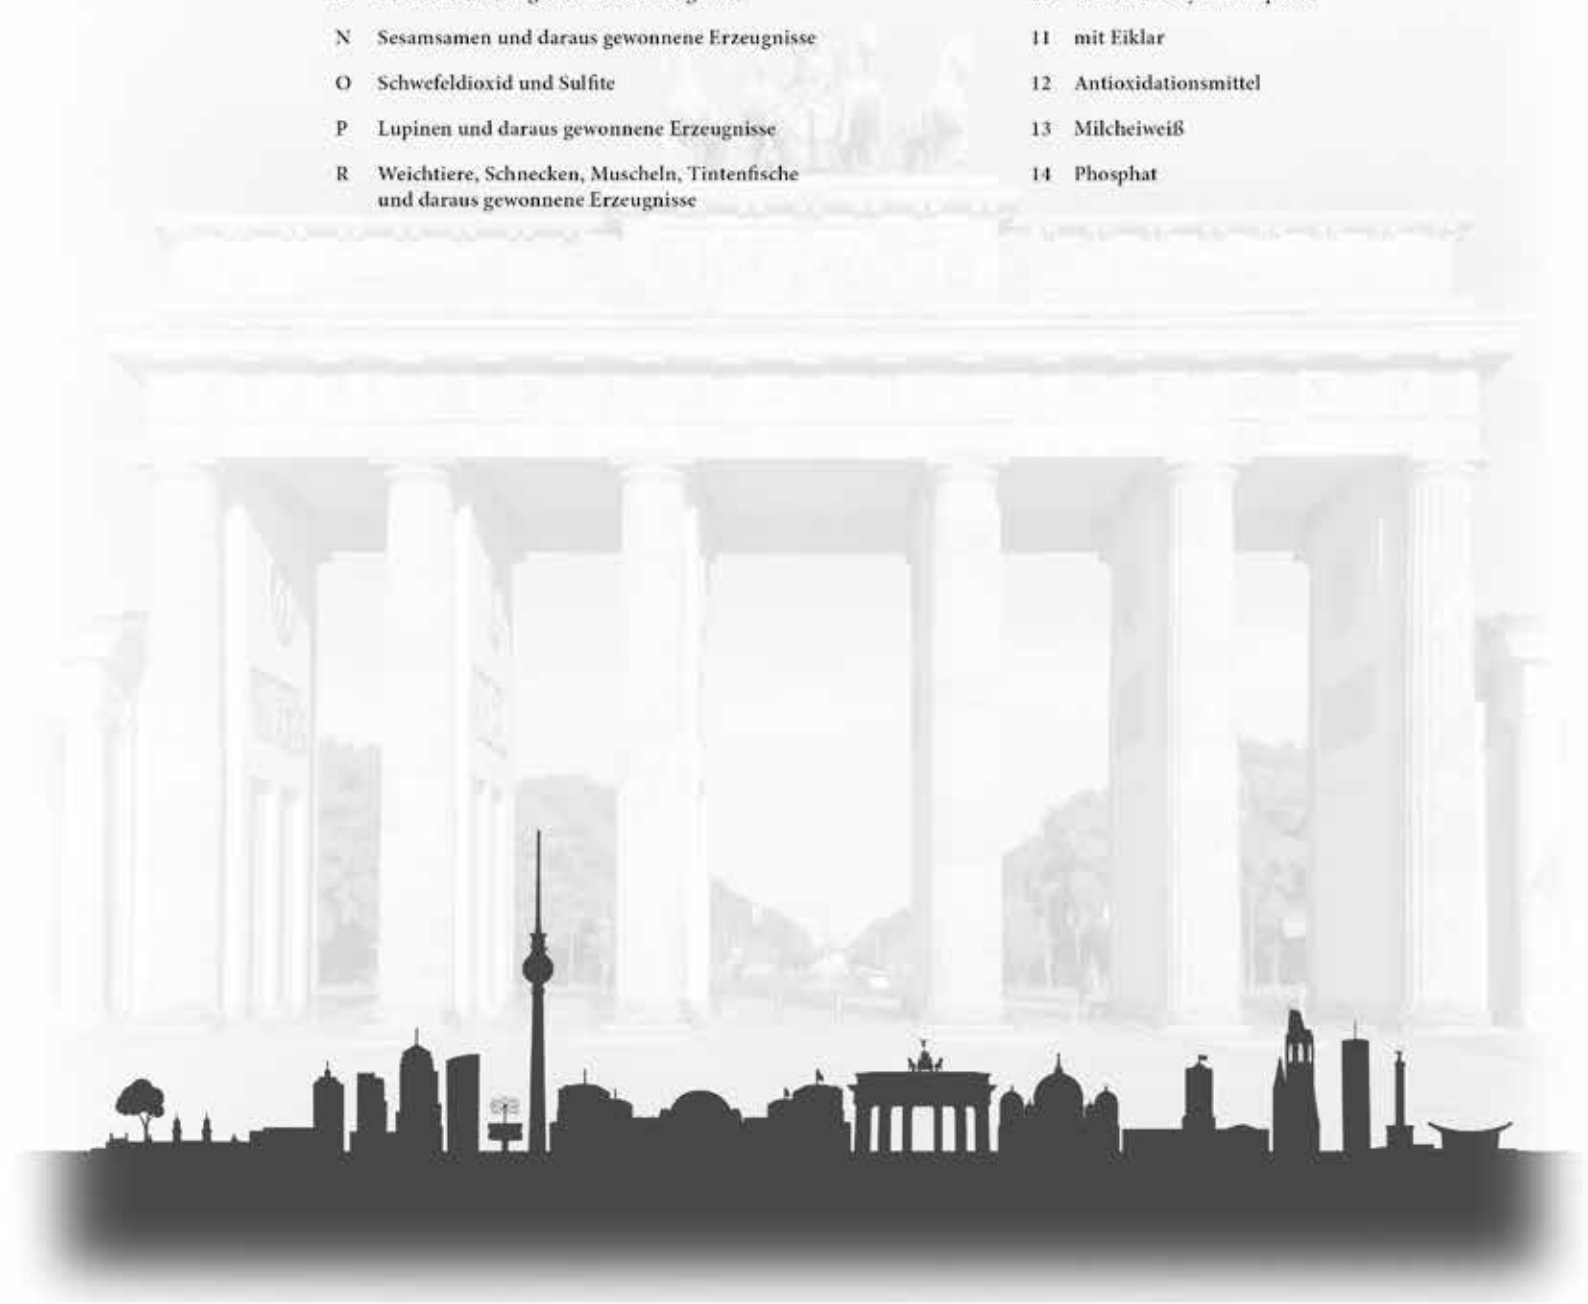 N Sesamsamen und daraus gewonnene Erzeugnisse
O Schwefeldioxid und Sulfite
P Lupinen und daraus gewonnene Erzeugnisse
R Weichtiere, Schnecken, Muscheln, Tintenfische
und daraus gewonnene Erzeugnisse
11 mit Eiklar
12 Antioxidationsmittel
13 Milcheiweiß
14 Phosphat